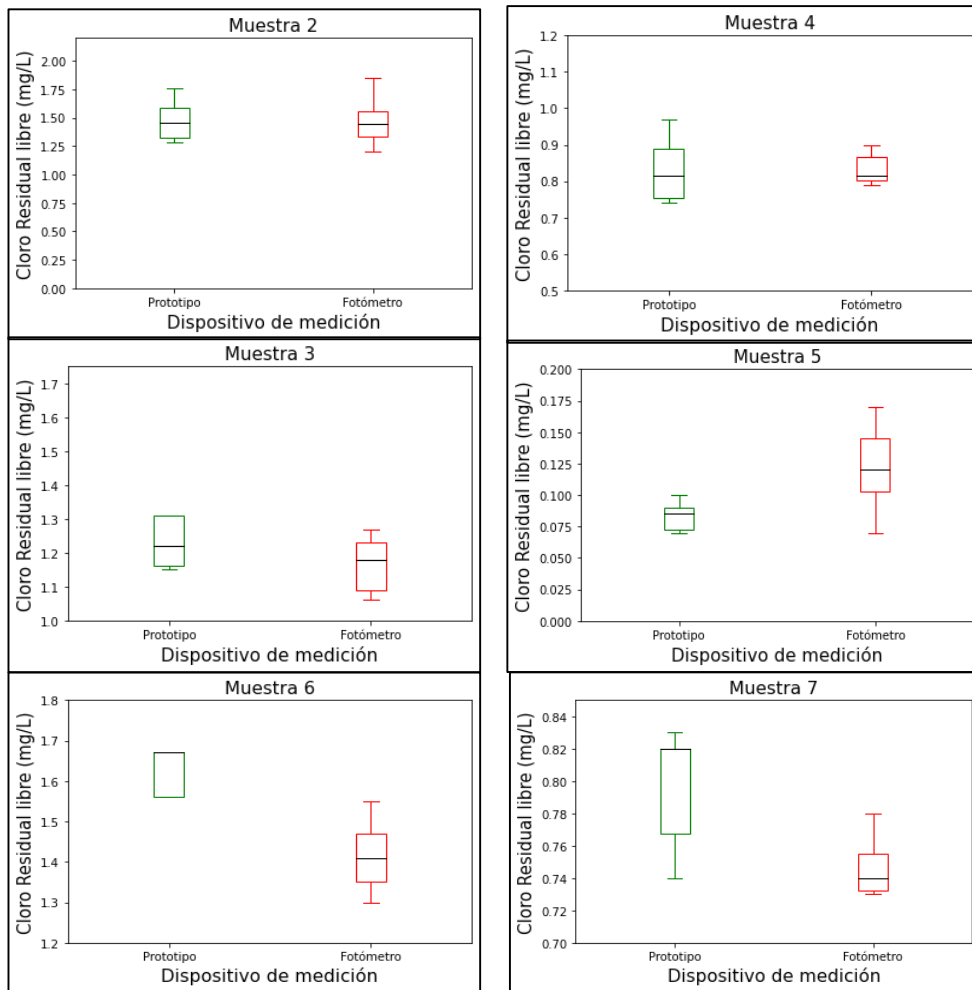 Muestra 2
Cloro Residual libre (mg/L)
2.00
1.75
1.50
1.25
1.00
0.75
0.50
0.25
0.00
Prototipo Fotómetro
Dispositivo de medición
Muestra 4
Cloro Residual libre (mg/L)
1.2
1.1
1.0
0.9
0.8
0.7
0.6
0.5
Prototipo Fotómetro
Dispositivo de medición
Muestra 3
Cloro Residual libre (mg/L)
1.7
1.6
1.5
1.4
1.3
1.2
1.1
1.0
Prototipo Fotómetro
Dispositivo de medición
Muestra 5
Cloro Residual libre (mg/L)
0.200
0.175
0.150
0.125
0.100
0.075
0.050
0.025
0.000
Prototipo Fotómetro
Dispositivo de medición
Muestra 6
Cloro Residual libre (mg/L)
1.8
1.7
1.6
1.5
1.4
1.3
1.2
Prototipo Fotómetro
Dispositivo de medición
Muestra 7
Cloro Residual libre (mg/L)
0.84
0.82
0.80
0.78
0.76
0.74
0.72
0.70
Prototipo Fotómetro
Dispositivo de medición